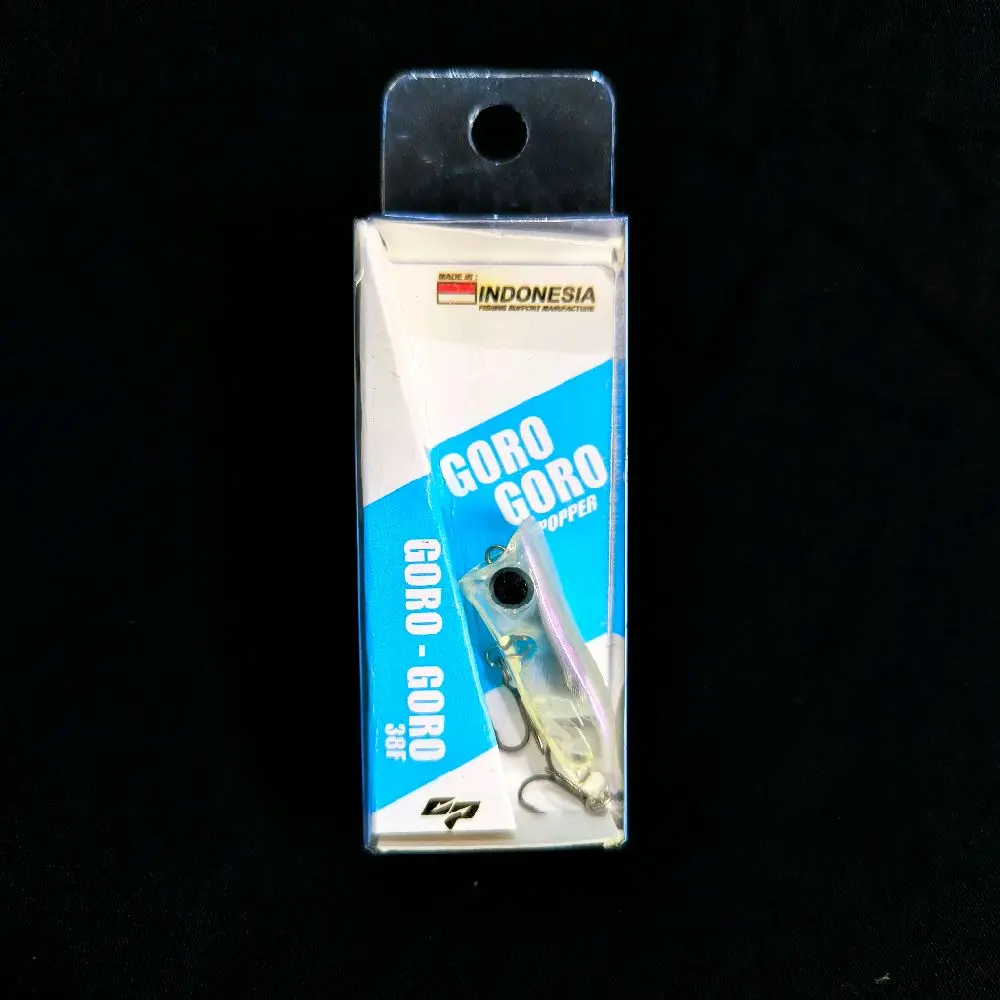 MADE IN :
INDONESIA
FISHING SUPPORT MANUFACTURE
GORO
GORO
POPPER
GORO - GORO
38F